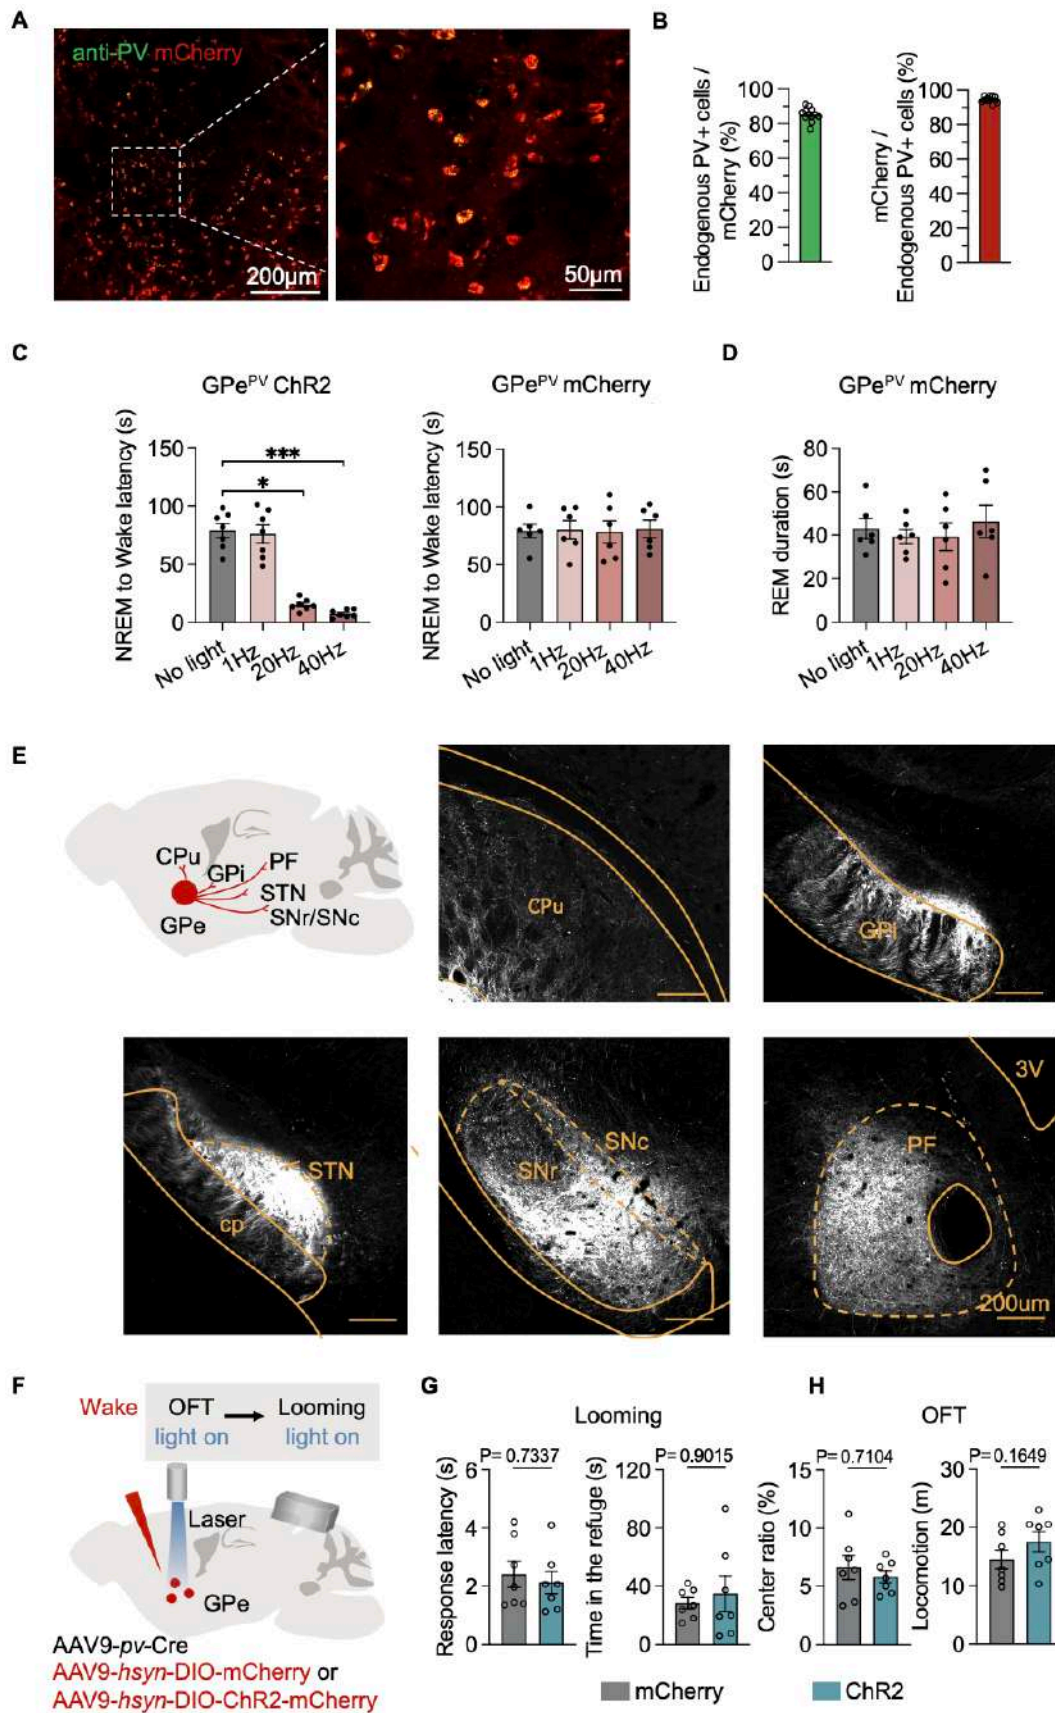 A
anti-PV mCherry
200μm
50μm
B
Endogenous PV+ cells /
mCherry (%)
100
80
60
40
20
0
mCherry /
Endogenous PV+ cells (%)
100
80
60
40
20
0
C
GPePV ChR2
NREM to Wake latency (s)
150
100
50
0
***
*
No light
1Hz
20Hz
40Hz
GPePV mCherry
NREM to Wake latency (s)
150
100
50
0
No light
1Hz
20Hz
40Hz
D
GPePV mCherry
REM duration (s)
80
60
40
20
0
No light
1Hz
20Hz
40Hz
E
CPu
GPi
PF
STN
SNr/SNc
GPe
CPu
GPi
STN
cp
SNc
SNr
3V
PF
200um
F
Wake
OFT
Looming
light on
light on
Laser
GPe
AAV9-pv-Cre
AAV9-hsyn-DIO-mCherry or
AAV9-hsyn-DIO-ChR2-mCherry
G
Looming
P= 0.7337
Response latency (s)
6
4
2
0
P= 0.9015
Time in the refuge (s)
120
80
40
0
H
OFT
P= 0.7104
Center ratio (%)
15
10
5
0
P= 0.1649
Locomotion (m)
30
20
10
0
mCherry
ChR2